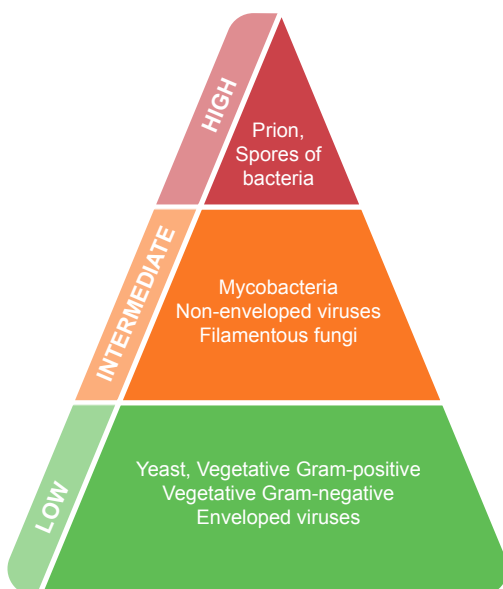 HIGH
Prion,
Spores of
bacteria
INTERMEDIATE
Mycobacteria
Non-enveloped viruses
Filamentous fungi
LOW
Yeast, Vegetative Gram-positive
Vegetative Gram-negative
Enveloped viruses